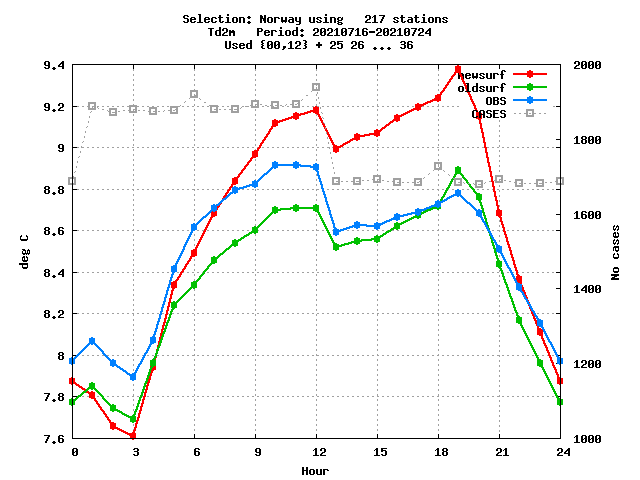 Selection: Norway using   217 stations
Td2m   Period: 20210716-20210724
Used {00,12} + 25 26 ... 36
newsurf
oldsurf
OBS
CASES
9.4
9.2
9
8.8
8.6
8.4
8.2
8
7.8
7.6
deg C
2000
1800
1600
1400
1200
1000
No cases
0 3 6 9 12 15 18 21 24
Hour